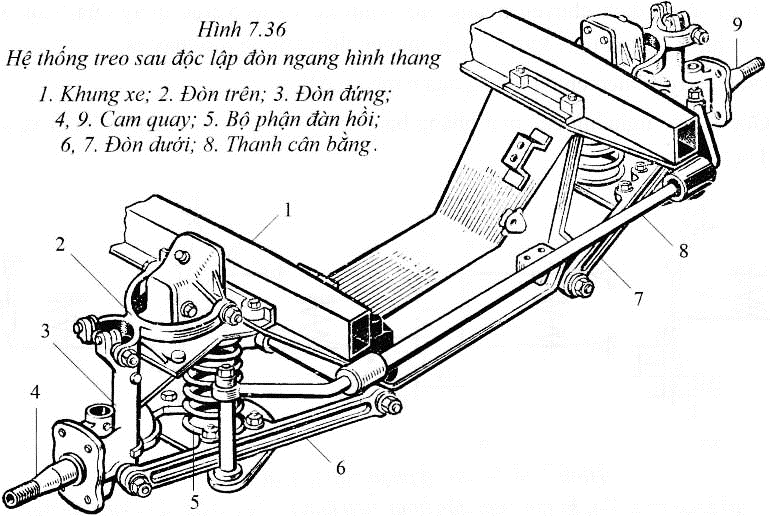 Hình 7.36
Hệ thống treo sau độc lập đòn ngang hình thang
1. Khung xe; 2. Đòn trên; 3. Đòn đứng;
4, 9. Cam quay; 5. Bộ phận đàn hồi;
6, 7. Đòn dưới; 8. Thanh cân bằng.
9
1
2
8
7
3
4
6
5